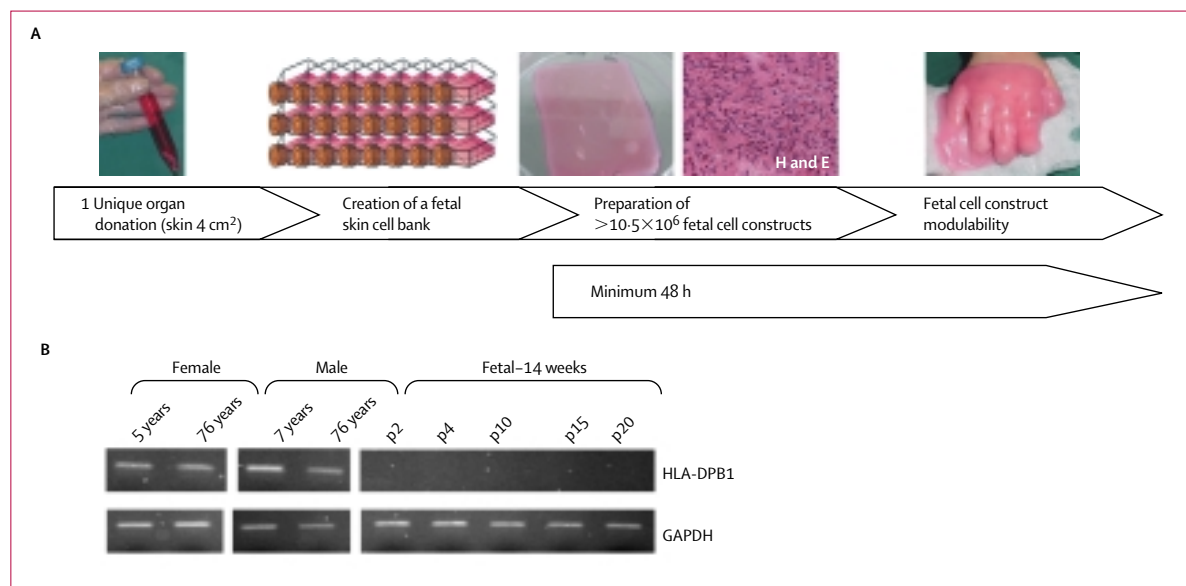 A
H and E
1 Unique organ
donation (skin 4 cm²)
Creation of a fetal
skin cell bank
Preparation of
>10·5×10⁶ fetal cell constructs
Fetal cell construct
modulability
Minimum 48 h
B
Female
Male
Fetal–14 weeks
5 years
76 years
7 years
76 years
p2
p4
p10
p15
p20
HLA-DPB1
GAPDH